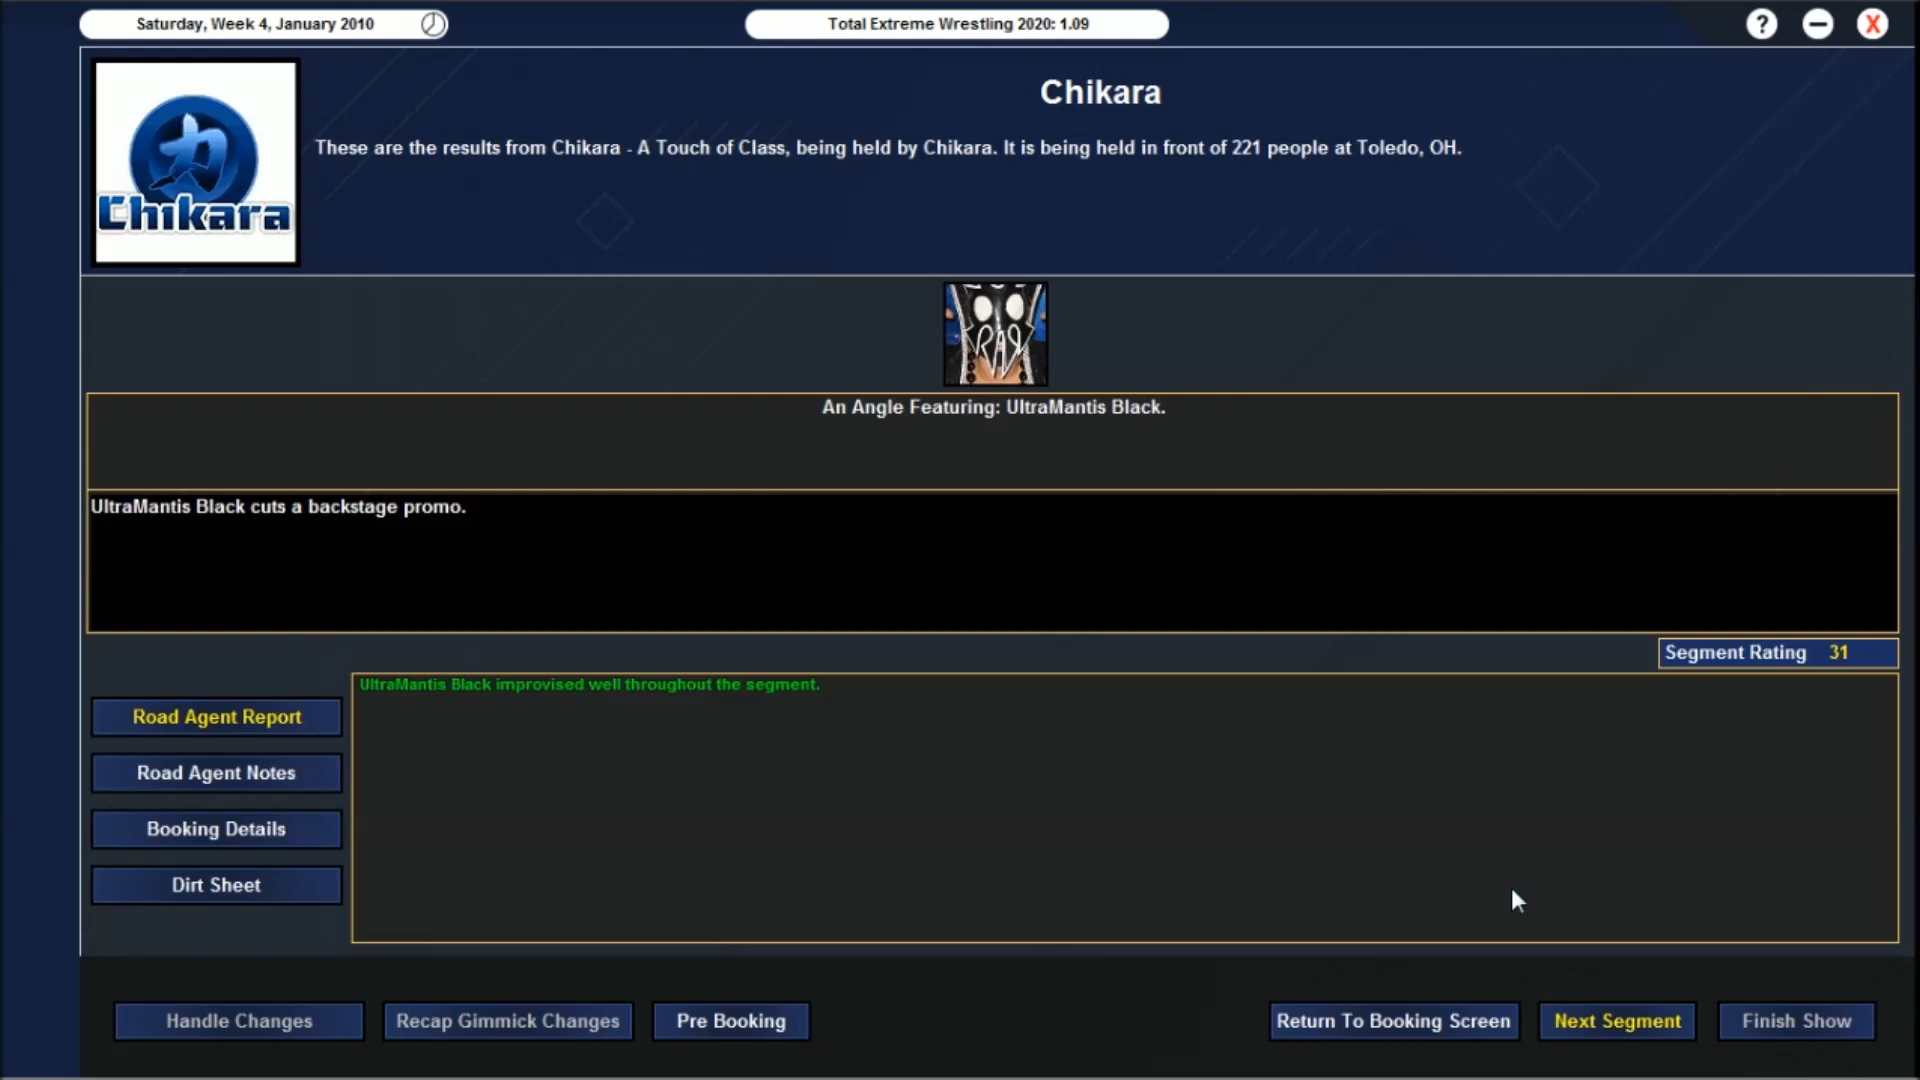 Saturday, Week 4, January 2010
Total Extreme Wrestling 2020: 1.09
?
X
力
Chikara
Chikara
These are the results from Chikara - A Touch of Class, being held by Chikara. It is being held in front of 221 people at Toledo, OH.
An Angle Featuring: UltraMantis Black.
UltraMantis Black cuts a backstage promo.
Segment Rating 31
UltraMantis Black improvised well throughout the segment.
Road Agent Report
Road Agent Notes
Booking Details
Dirt Sheet
Handle Changes
Recap Gimmick Changes
Pre Booking
Return To Booking Screen
Next Segment
Finish Show